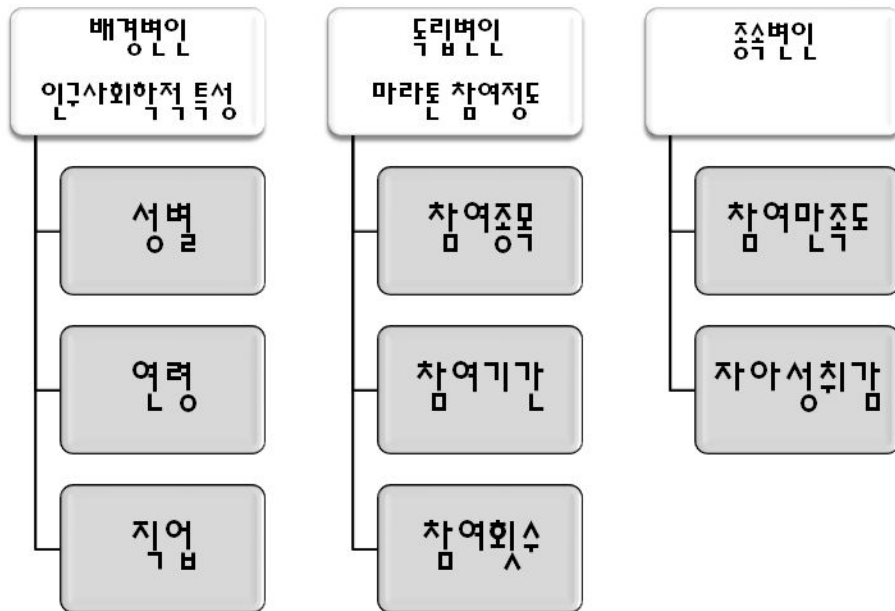 배경변인
인구사회학적 특성
성별
연령
직업
독립변인
마라톤 참여정도
참여종목
참여기간
참여횟수
종속변인
참여만족도
자아성취감